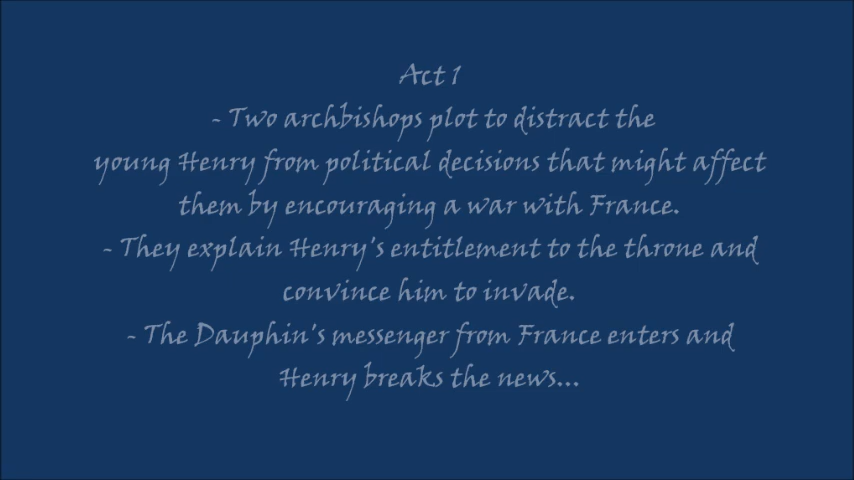 Act 1
- Two archbishops plot to distract the
young Henry from political decisions that might affect
them by encouraging a war with France.
- They explain Henry's entitlement to the throne and
convince him to invade.
- The Dauphin's messenger from France enters and
Henry breaks the news...